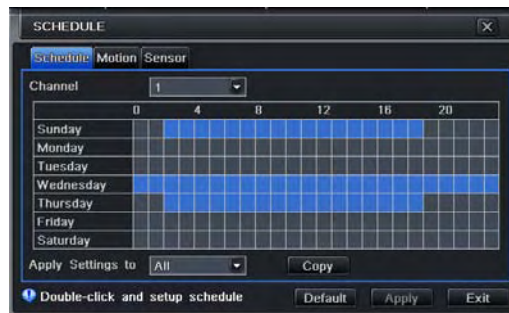 SCHEDULE
Schedule Motion Sensor
Channel 1
0 4 8 12 16 20
Sunday
Monday
Tuesday
Wednesday
Thursday
Friday
Saturday
Apply Settings to All Copy
Double-click and setup schedule Default Apply Exit